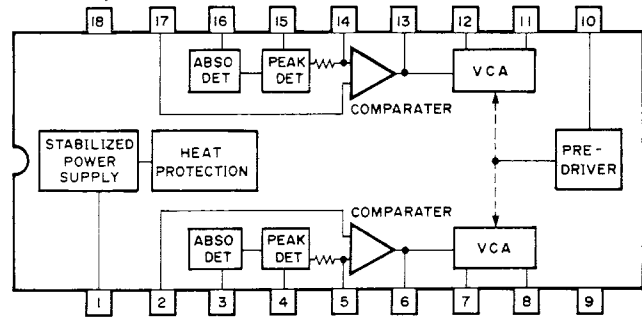 18 17 16 15 14 13 12 11 10
ABSO
DET
PEAK
DET
VCA
COMPARATER
STABILIZED
POWER
SUPPLY
HEAT
PROTECTION
PRE-
DRIVER
COMPARATER
ABSO
DET
PEAK
DET
VCA
1 2 3 4 5 6 7 8 9